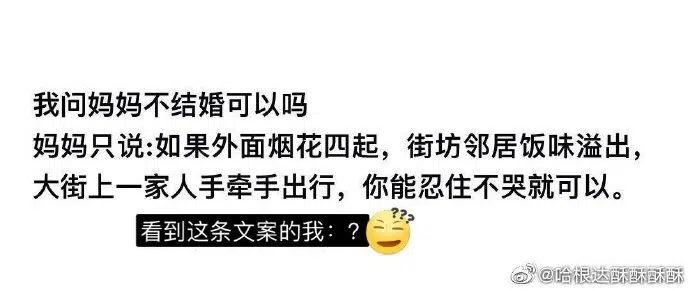 我问妈妈不结婚可以吗
妈妈只说:如果外面烟花四起，街坊邻居饭味溢出，
大街上一家人手牵手出行，你能忍住不哭就可以。
看到这条文案的我：?
???
@哈根达酥酥酥酥